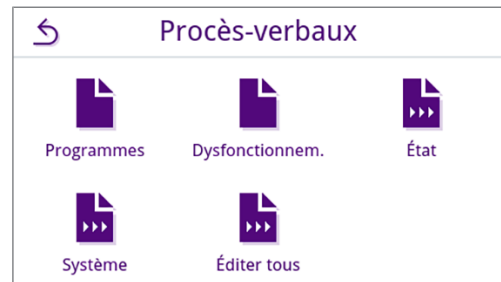 Procès-verbaux
Programmes
Dysfonctionnem.
État
Système
Éditer tous